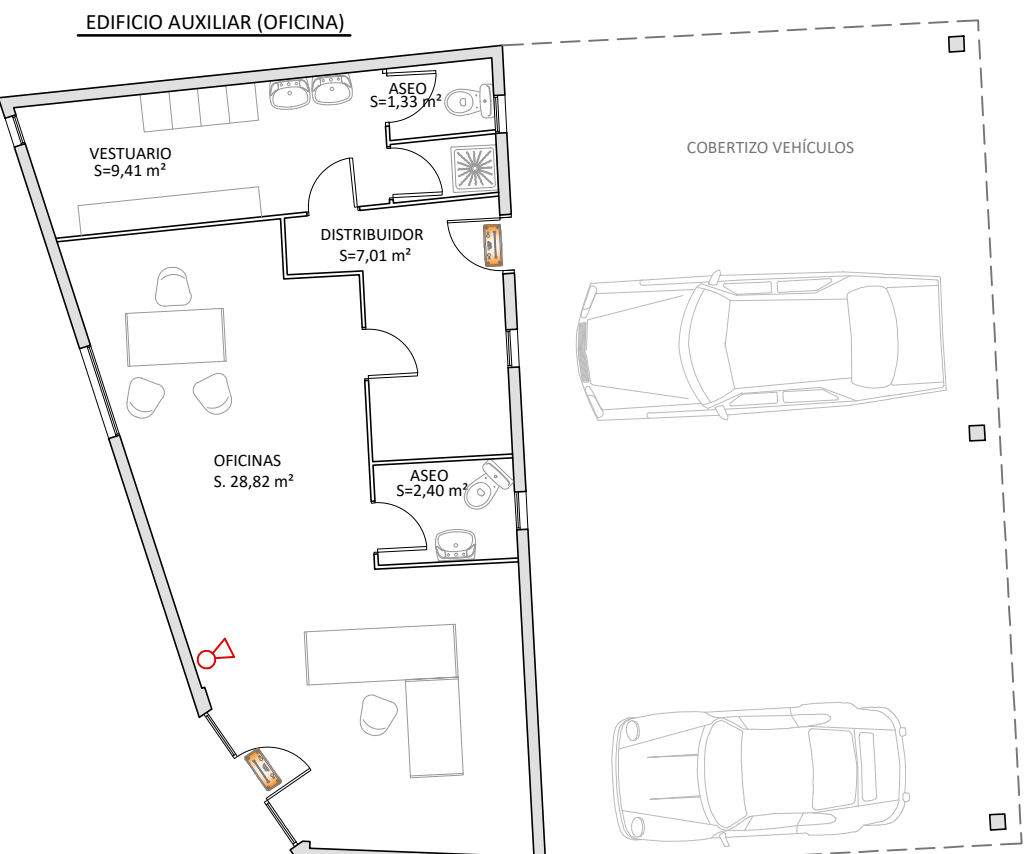 EDIFICIO AUXILIAR (OFICINA)
ASEO
S=1,33 m²
VESTUARIO
S=9,41 m²
COBERTIZO VEHÍCULOS
DISTRIBUIDOR
S=7,01 m²
OFICINAS
S. 28,82 m²
ASEO
S=2,40 m²